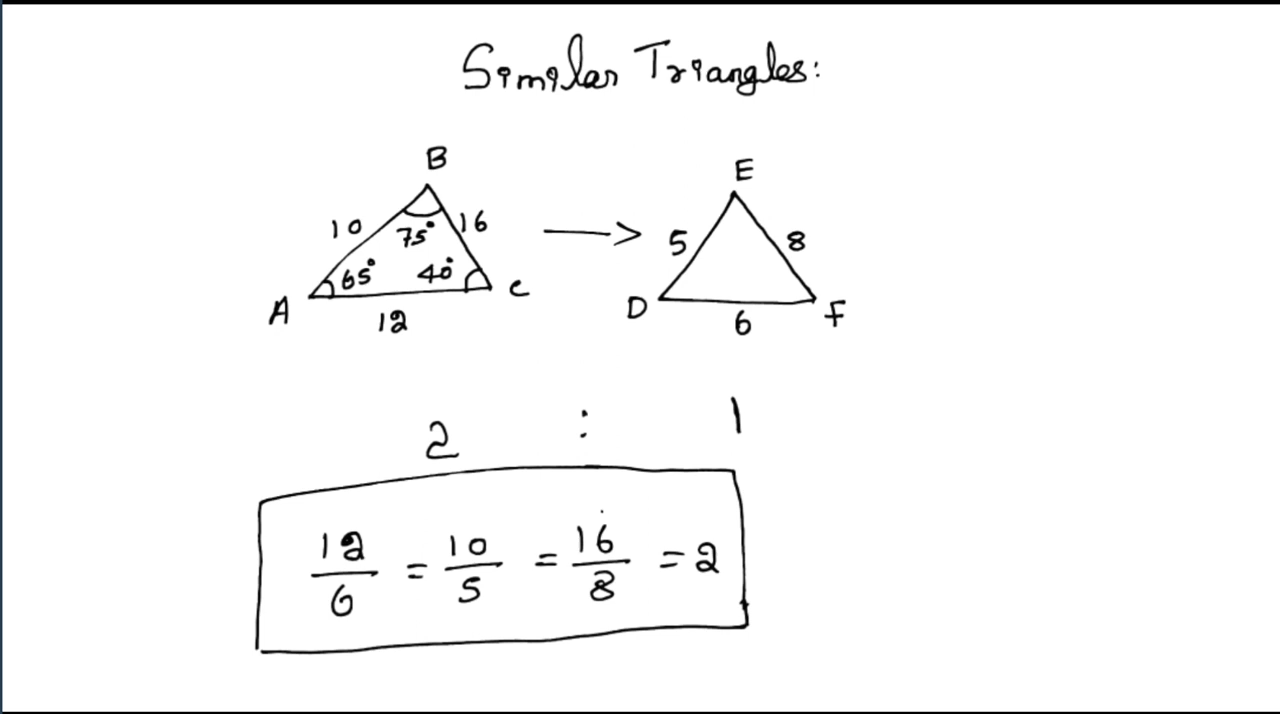 Similar Triangles:
B
E
10
16
75°
5
8
65°
40°
A
C
D
F
12
6
2 : 1
12/6 = 10/5 = 16/8 = 2